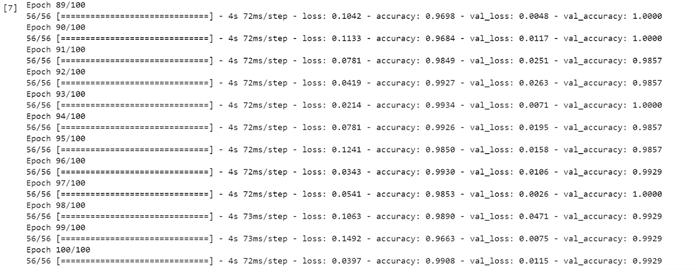 [7] Epoch 89/100
56/56 [==============================] - 4s 72ms/step - loss: 0.1042 - accuracy: 0.9698 - val_loss: 0.0048 - val_accuracy: 1.0000
Epoch 90/100
56/56 [==============================] - 4s 72ms/step - loss: 0.1133 - accuracy: 0.9684 - val_loss: 0.0117 - val_accuracy: 1.0000
Epoch 91/100
56/56 [==============================] - 4s 72ms/step - loss: 0.0781 - accuracy: 0.9849 - val_loss: 0.0251 - val_accuracy: 0.9857
Epoch 92/100
56/56 [==============================] - 4s 72ms/step - loss: 0.0419 - accuracy: 0.9927 - val_loss: 0.0263 - val_accuracy: 0.9857
Epoch 93/100
56/56 [==============================] - 4s 72ms/step - loss: 0.0214 - accuracy: 0.9934 - val_loss: 0.0071 - val_accuracy: 1.0000
Epoch 94/100
56/56 [==============================] - 4s 72ms/step - loss: 0.0781 - accuracy: 0.9926 - val_loss: 0.0195 - val_accuracy: 0.9857
Epoch 95/100
56/56 [==============================] - 4s 72ms/step - loss: 0.1241 - accuracy: 0.9850 - val_loss: 0.0158 - val_accuracy: 0.9857
Epoch 96/100
56/56 [==============================] - 4s 72ms/step - loss: 0.0343 - accuracy: 0.9930 - val_loss: 0.0106 - val_accuracy: 0.9929
Epoch 97/100
56/56 [==============================] - 4s 72ms/step - loss: 0.0541 - accuracy: 0.9853 - val_loss: 0.0026 - val_accuracy: 1.0000
Epoch 98/100
56/56 [==============================] - 4s 73ms/step - loss: 0.1063 - accuracy: 0.9890 - val_loss: 0.0471 - val_accuracy: 0.9929
Epoch 99/100
56/56 [==============================] - 4s 73ms/step - loss: 0.1492 - accuracy: 0.9663 - val_loss: 0.0075 - val_accuracy: 0.9929
Epoch 100/100
56/56 [==============================] - 4s 72ms/step - loss: 0.0397 - accuracy: 0.9908 - val_loss: 0.0115 - val_accuracy: 0.9929